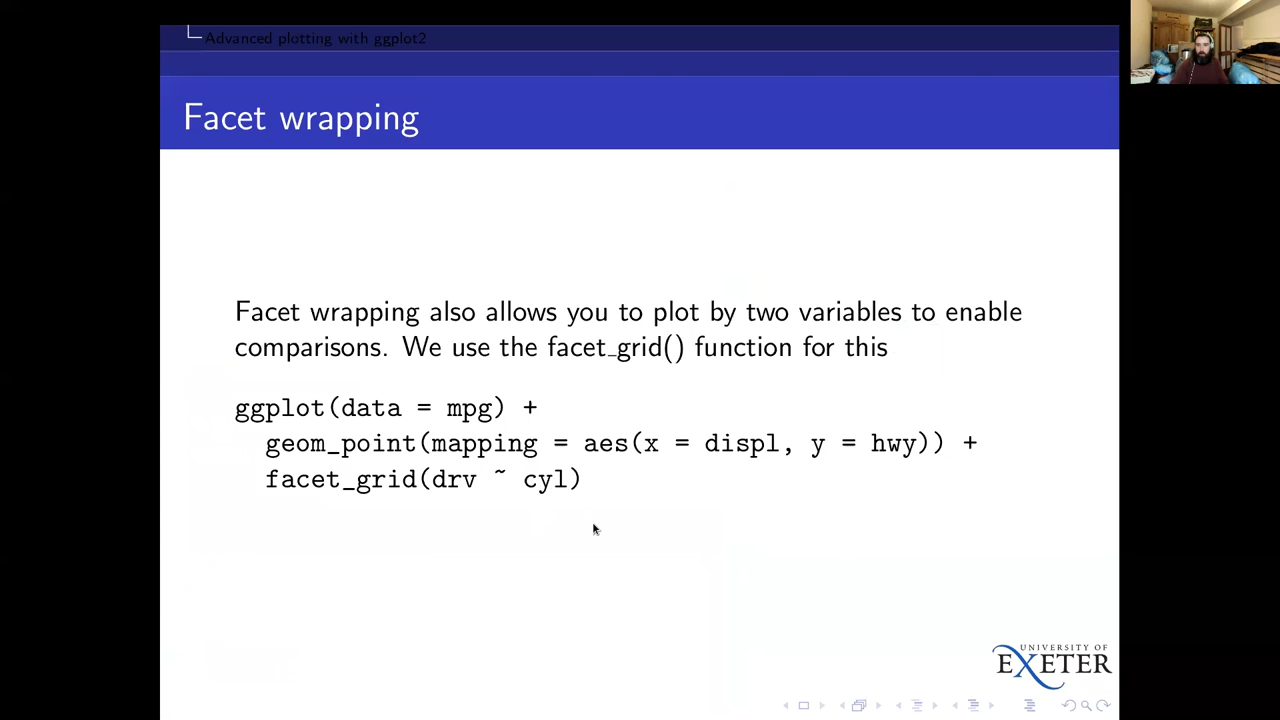 Advanced plotting with ggplot2
Facet wrapping
Facet wrapping also allows you to plot by two variables to enable
comparisons. We use the facet_grid() function for this
ggplot(data = mpg) +
geom_point(mapping = aes(x = displ, y = hwy)) +
facet_grid(drv ~ cyl)
UNIVERSITY OF
EXETER